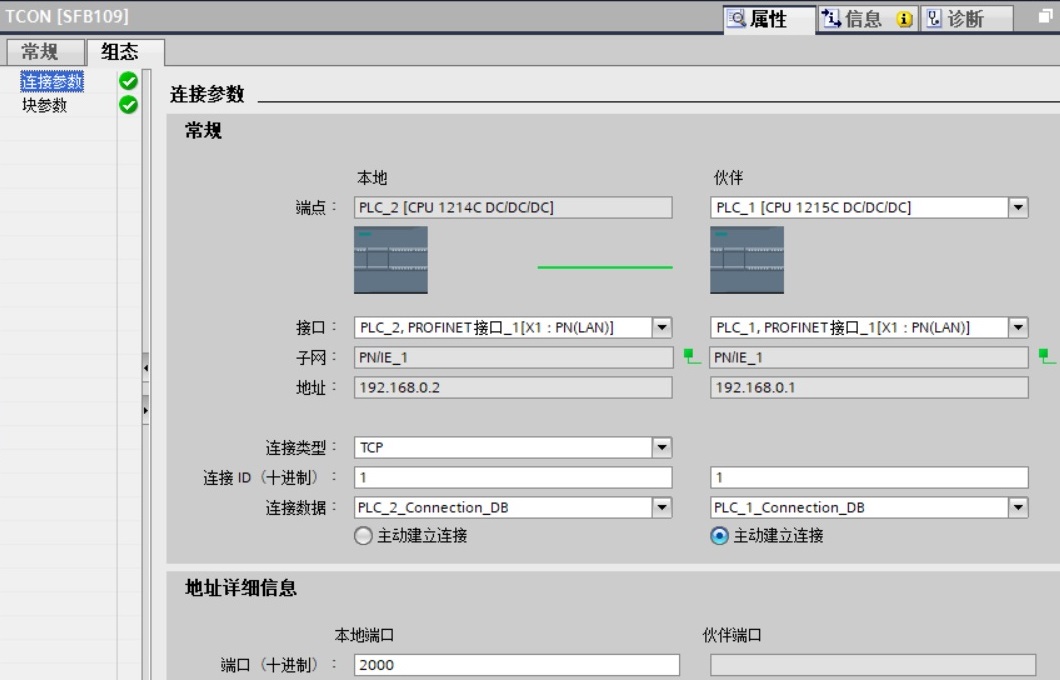 TCON [SFB109]
属性 信息 诊断
常规 组态
连接参数
块参数
连接参数
常规
本地 伙伴
端点: PLC_2 [CPU 1214C DC/DC/DC] PLC_1 [CPU 1215C DC/DC/DC]
接口: PLC_2, PROFINET接口_1[X1 : PN(LAN)] PLC_1, PROFINET接口_1[X1 : PN(LAN)]
子网: PN/IE_1 PN/IE_1
地址: 192.168.0.2 192.168.0.1
连接类型: TCP
连接 ID（十进制）: 1 1
连接数据: PLC_2_Connection_DB PLC_1_Connection_DB
主动建立连接 主动建立连接
地址详细信息
本地端口 伙伴端口
端口（十进制）: 2000